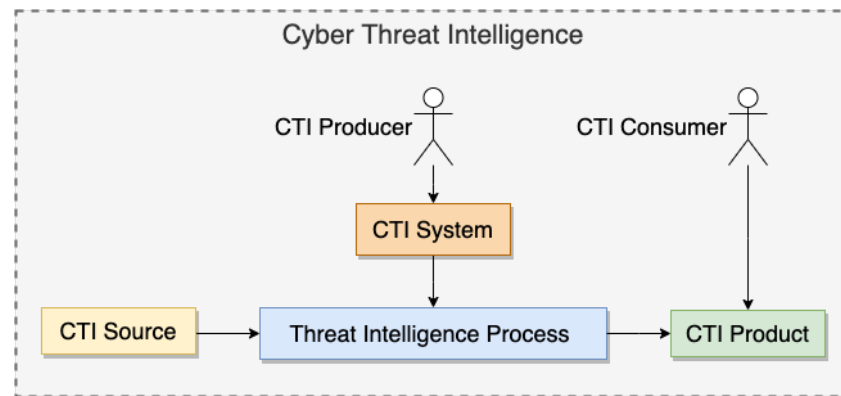 Cyber Threat Intelligence
CTI Producer
CTI Consumer
CTI System
CTI Source
Threat Intelligence Process
CTI Product